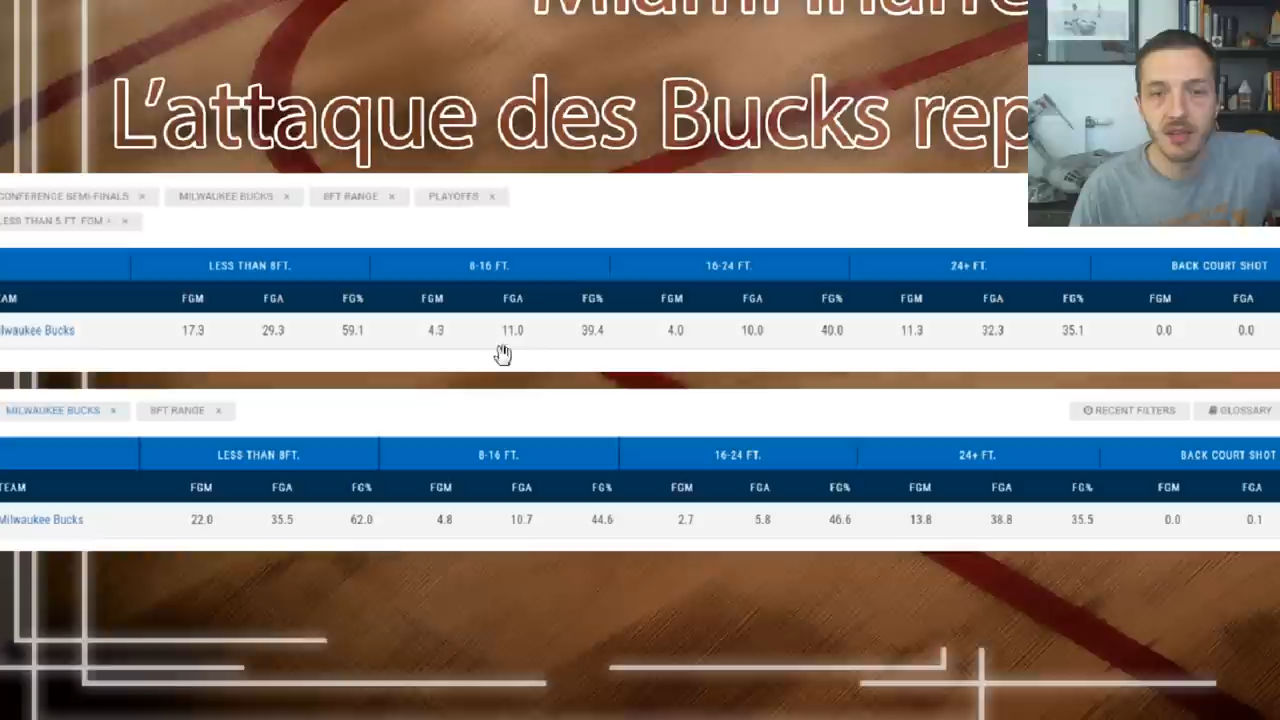 L'attaque des Bucks rep
CONFERENCE SEMI-FINALS × MILWAUKEE BUCKS × 8FT RANGE × PLAYOFFS ×
LESS THAN 5 FT. FGM ×
LESS THAN 8FT. 8-16 FT. 16-24 FT. 24+ FT. BACK COURT SHOT
AM FGM FGA FG% FGM FGA FG% FGM FGA FG% FGM FGA FG% FGM FGA
ilwaukee Bucks 17.3 29.3 59.1 4.3 11.0 39.4 4.0 10.0 40.0 11.3 32.3 35.1 0.0 0.0
MILWAUKEE BUCKS × 8FT RANGE × RECENT FILTERS GLOSSARY
LESS THAN 8FT. 8-16 FT. 16-24 FT. 24+ FT. BACK COURT SHOT
TEAM FGM FGA FG% FGM FGA FG% FGM FGA FG% FGM FGA FG% FGM FGA
Milwaukee Bucks 22.0 35.5 62.0 4.8 10.7 44.6 2.7 5.8 46.6 13.8 38.8 35.5 0.0 0.1